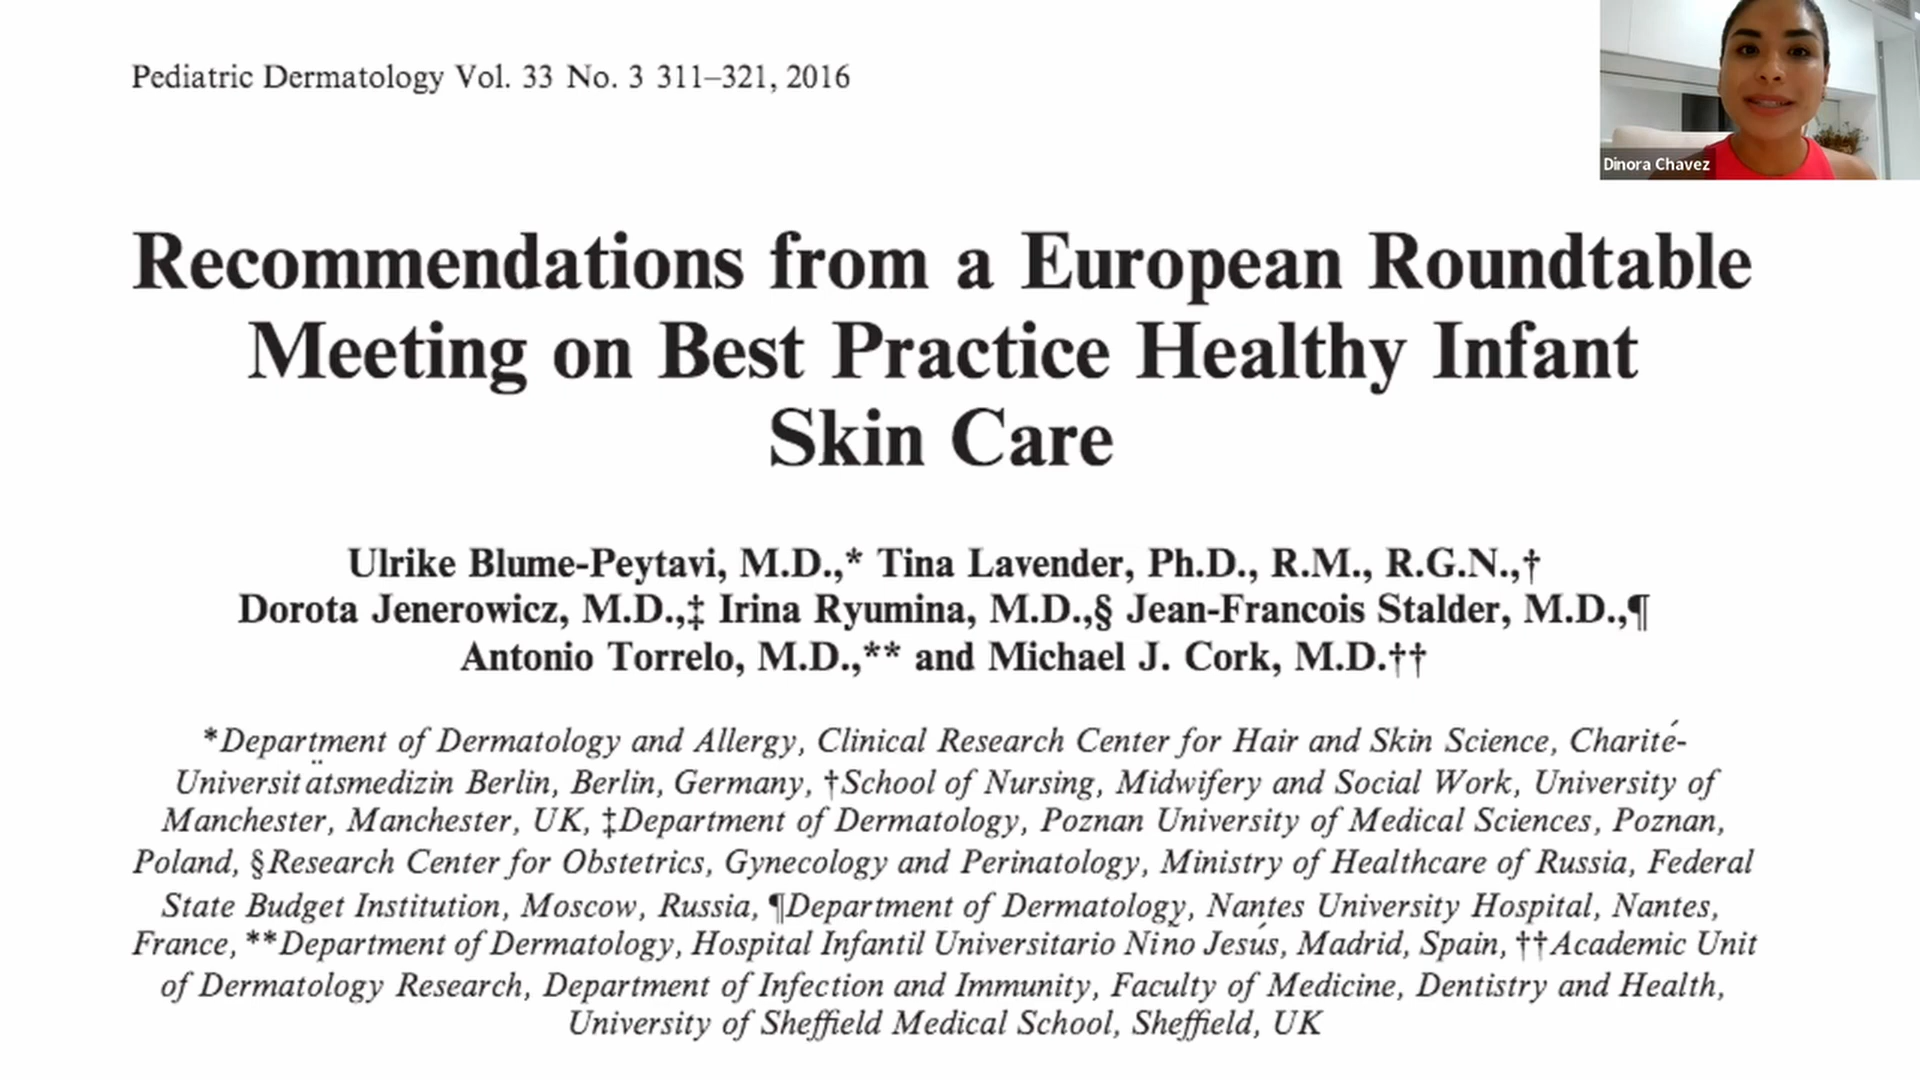 Pediatric Dermatology Vol. 33 No. 3 311–321, 2016
Dinora Chavez
Recommendations from a European Roundtable
Meeting on Best Practice Healthy Infant
Skin Care
Ulrike Blume-Peytavi, M.D.,* Tina Lavender, Ph.D., R.M., R.G.N.,†
Dorota Jenerowicz, M.D.,‡ Irina Ryumina, M.D.,§ Jean-Francois Stalder, M.D.,¶
Antonio Torrelo, M.D.,** and Michael J. Cork, M.D.††
*Department of Dermatology and Allergy, Clinical Research Center for Hair and Skin Science, Charité-
Universitätsmedizin Berlin, Berlin, Germany, †School of Nursing, Midwifery and Social Work, University of
Manchester, Manchester, UK, ‡Department of Dermatology, Poznan University of Medical Sciences, Poznan,
Poland, §Research Center for Obstetrics, Gynecology and Perinatology, Ministry of Healthcare of Russia, Federal
State Budget Institution, Moscow, Russia, ¶Department of Dermatology, Nantes University Hospital, Nantes,
France, **Department of Dermatology, Hospital Infantil Universitario Niño Jesús, Madrid, Spain, ††Academic Unit
of Dermatology Research, Department of Infection and Immunity, Faculty of Medicine, Dentistry and Health,
University of Sheffield Medical School, Sheffield, UK